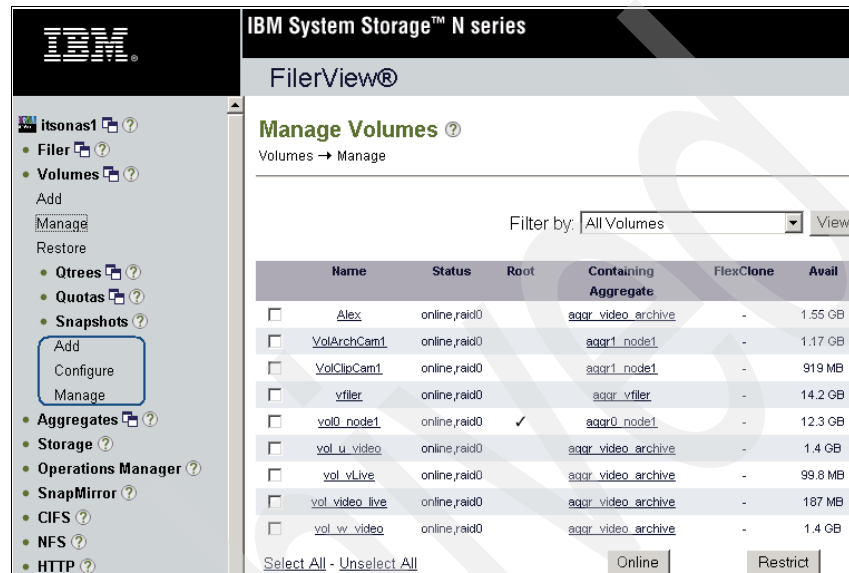 IBM®
IBM System Storage™ N series
FilerView®
itsonas1
• Filer
• Volumes
Add
Manage
Restore
• Qtrees
• Quotas
• Snapshots
Add
Configure
Manage
• Aggregates
• Storage
• Operations Manager
• SnapMirror
• CIFS
• NFS
• HTTP
Manage Volumes
Volumes → Manage
Filter by: All Volumes View
Name Status Root Containing Aggregate FlexClone Avail
Alex online,raid0 aggr_video_archive - 1.55 GB
VolArchCam1 online,raid0 aggr1_node1 - 1.17 GB
VolClipCam1 online,raid0 aggr1_node1 - 919 MB
vfiler online,raid0 aggr_vfiler - 14.2 GB
vol0_node1 online,raid0 ✓ aggr0_node1 - 12.3 GB
vol_u_video online,raid0 aggr_video_archive - 1.4 GB
vol_vLive online,raid0 aggr_video_archive - 99.8 MB
vol_video_live online,raid0 aggr_video_archive - 187 MB
vol_w_video online,raid0 aggr_video_archive - 1.4 GB
Select All - Unselect All Online Restrict